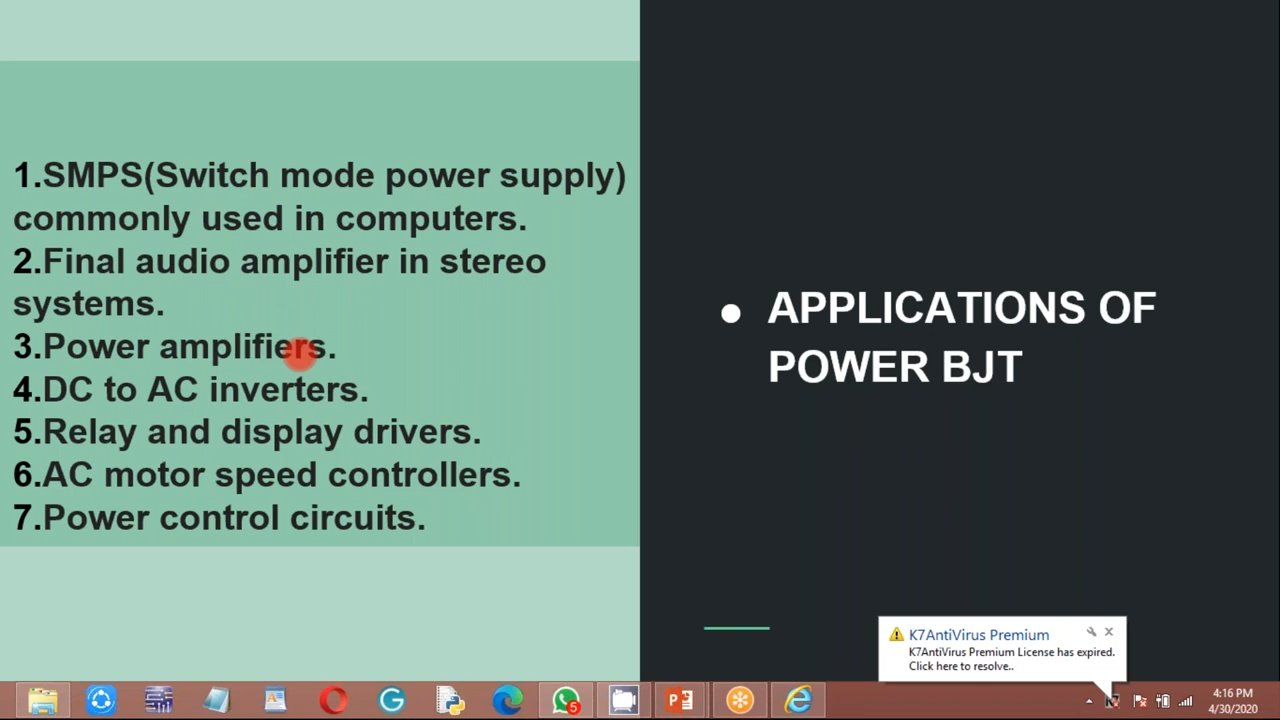 1.SMPS(Switch mode power supply)
commonly used in computers.
2.Final audio amplifier in stereo
systems.
3.Power amplifiers.
4.DC to AC inverters.
5.Relay and display drivers.
6.AC motor speed controllers.
7.Power control circuits.
● APPLICATIONS OF
POWER BJT
K7AntiVirus Premium
K7AntiVirus Premium License has expired.
Click here to resolve..
5
4:16 PM
4/30/2020